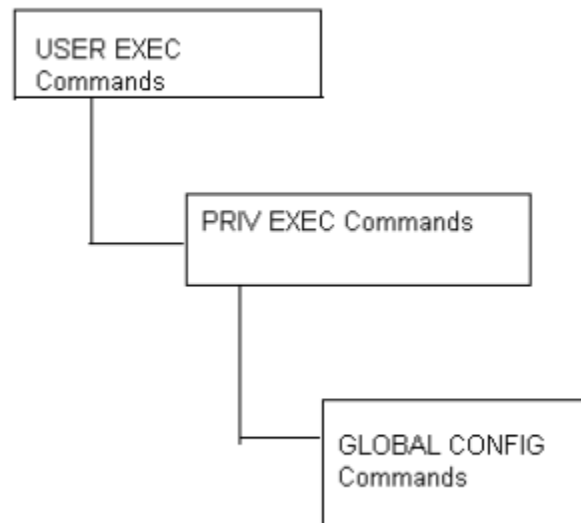 USER EXEC
Commands
PRIV EXEC Commands
GLOBAL CONFIG
Commands